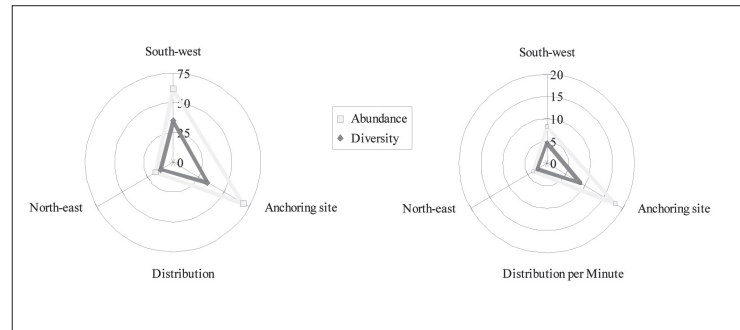 South-west
75
50
25
0
North-east
Anchoring site
Distribution
Abundance
Diversity
South-west
20
15
10
5
0
North-east
Anchoring site
Distribution per Minute